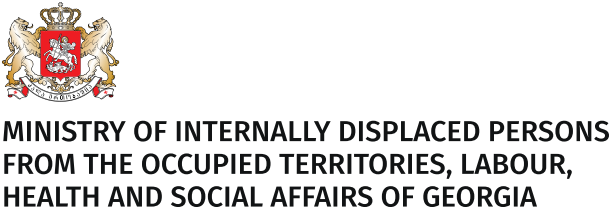 MINISTRY OF INTERNALLY DISPLACED PERSONS
FROM THE OCCUPIED TERRITORIES, LABOUR,
HEALTH AND SOCIAL AFFAIRS OF GEORGIA